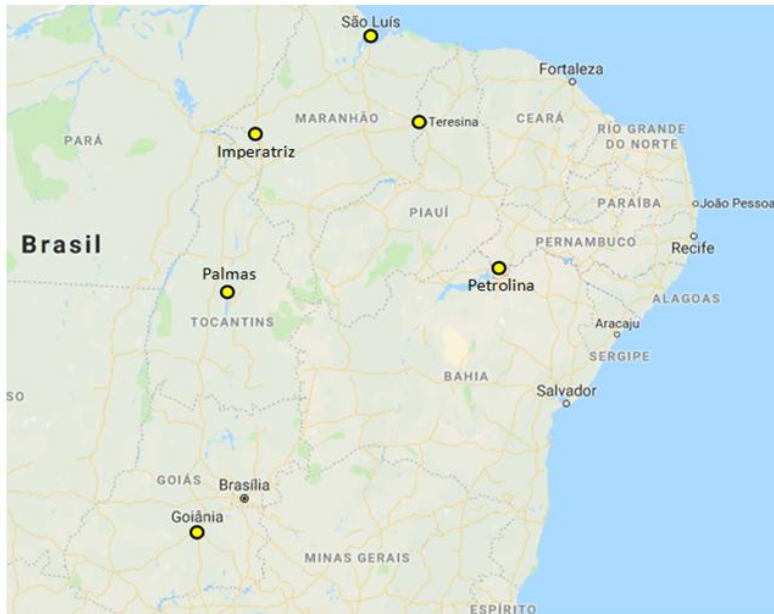 São Luís
Fortaleza
MARANHÃO
Teresina
CEARÁ
RIO GRANDE
DO NORTE
PARÁ
Imperatriz
PIAUÍ
PARAÍBA
João Pessoa
Brasil
PERNAMBUCO
Recife
Palmas
Petrolina
ALAGOAS
TOCANTINS
Aracaju
SERGIPE
BAHIA
Salvador
SO
GOIÁS
Brasília
Goiânia
MINAS GERAIS
ESPÍRITO